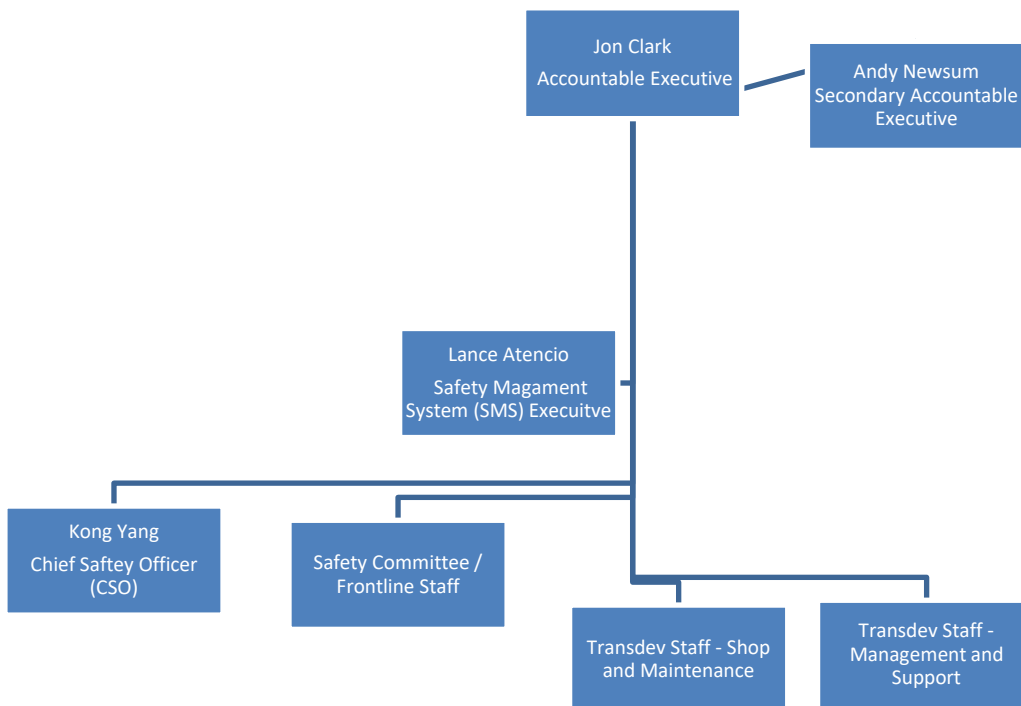 Jon Clark
Accountable Executive
Andy Newsum
Secondary Accountable
Executive
Lance Atencio
Safety Magament
System (SMS) Execuitve
Kong Yang
Chief Saftey Officer
(CSO)
Safety Committee /
Frontline Staff
Transdev Staff - Shop
and Maintenance
Transdev Staff -
Management and
Support